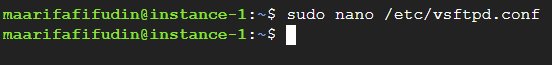 maarifafifudin@instance-1:~$ sudo nano /etc/vsftpd.conf
maarifafifudin@instance-1:~$